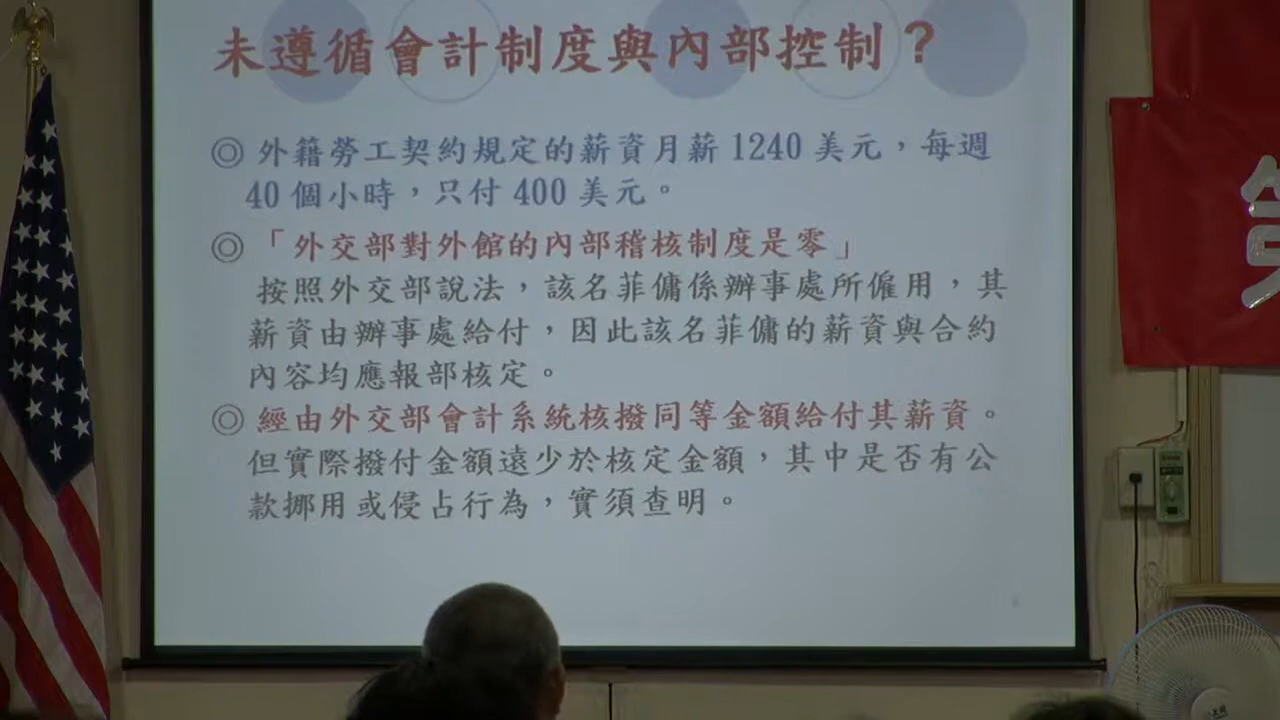 未遵循會計制度與內部控制？
◎ 外籍勞工契約規定的薪資月薪 1240 美元，每週
40 個小時，只付 400 美元。
◎ 「外交部對外館的內部稽核制度是零」
按照外交部說法，該名菲傭係辦事處所僱用，其
薪資由辦事處給付，因此該名菲傭的薪資與合約
內容均應報部核定。
◎ 經由外交部會計系統核撥同等金額給付其薪資。
但實際撥付金額遠少於核定金額，其中是否有公
款挪用或侵占行為，實須查明。